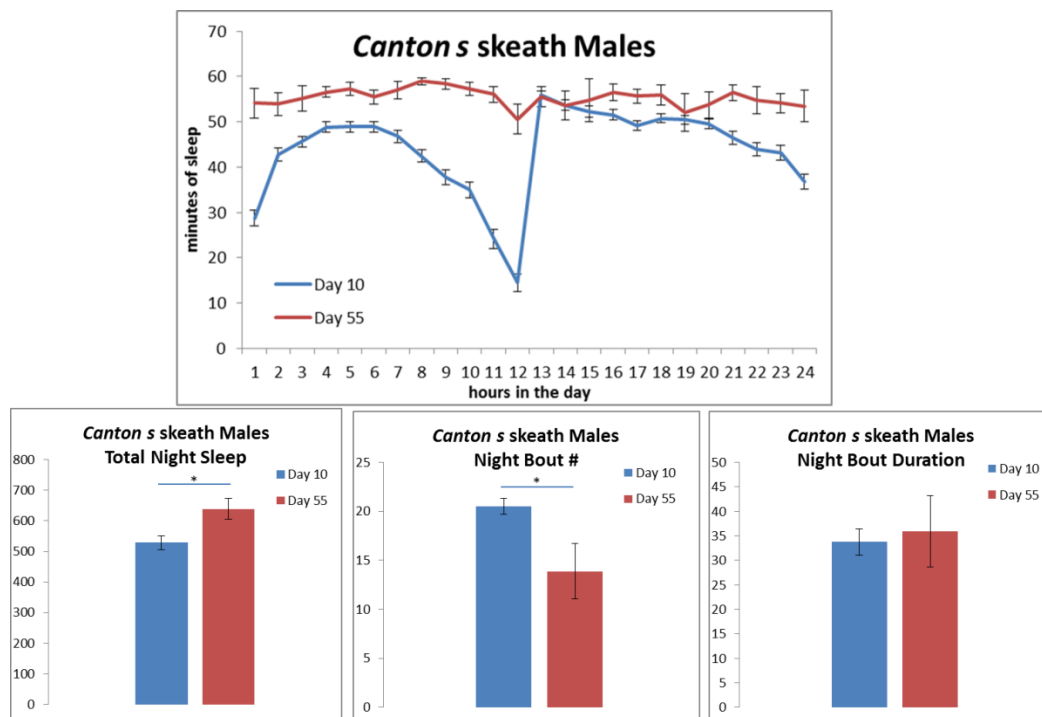 Canton s skeath Males
70
60
50
40
30
20
10
0
minutes of sleep
Day 10
Day 55
1 2 3 4 5 6 7 8 9 10 11 12 13 14 15 16 17 18 19 20 21 22 23 24
hours in the day
Canton s skeath Males
Total Night Sleep
800
700
600
500
400
300
200
100
0
Day 10
Day 55
*
Canton s skeath Males
Night Bout #
25
20
15
10
5
0
Day 10
Day 55
*
Canton s skeath Males
Night Bout Duration
50
45
40
35
30
25
20
15
10
5
0
Day 10
Day 55